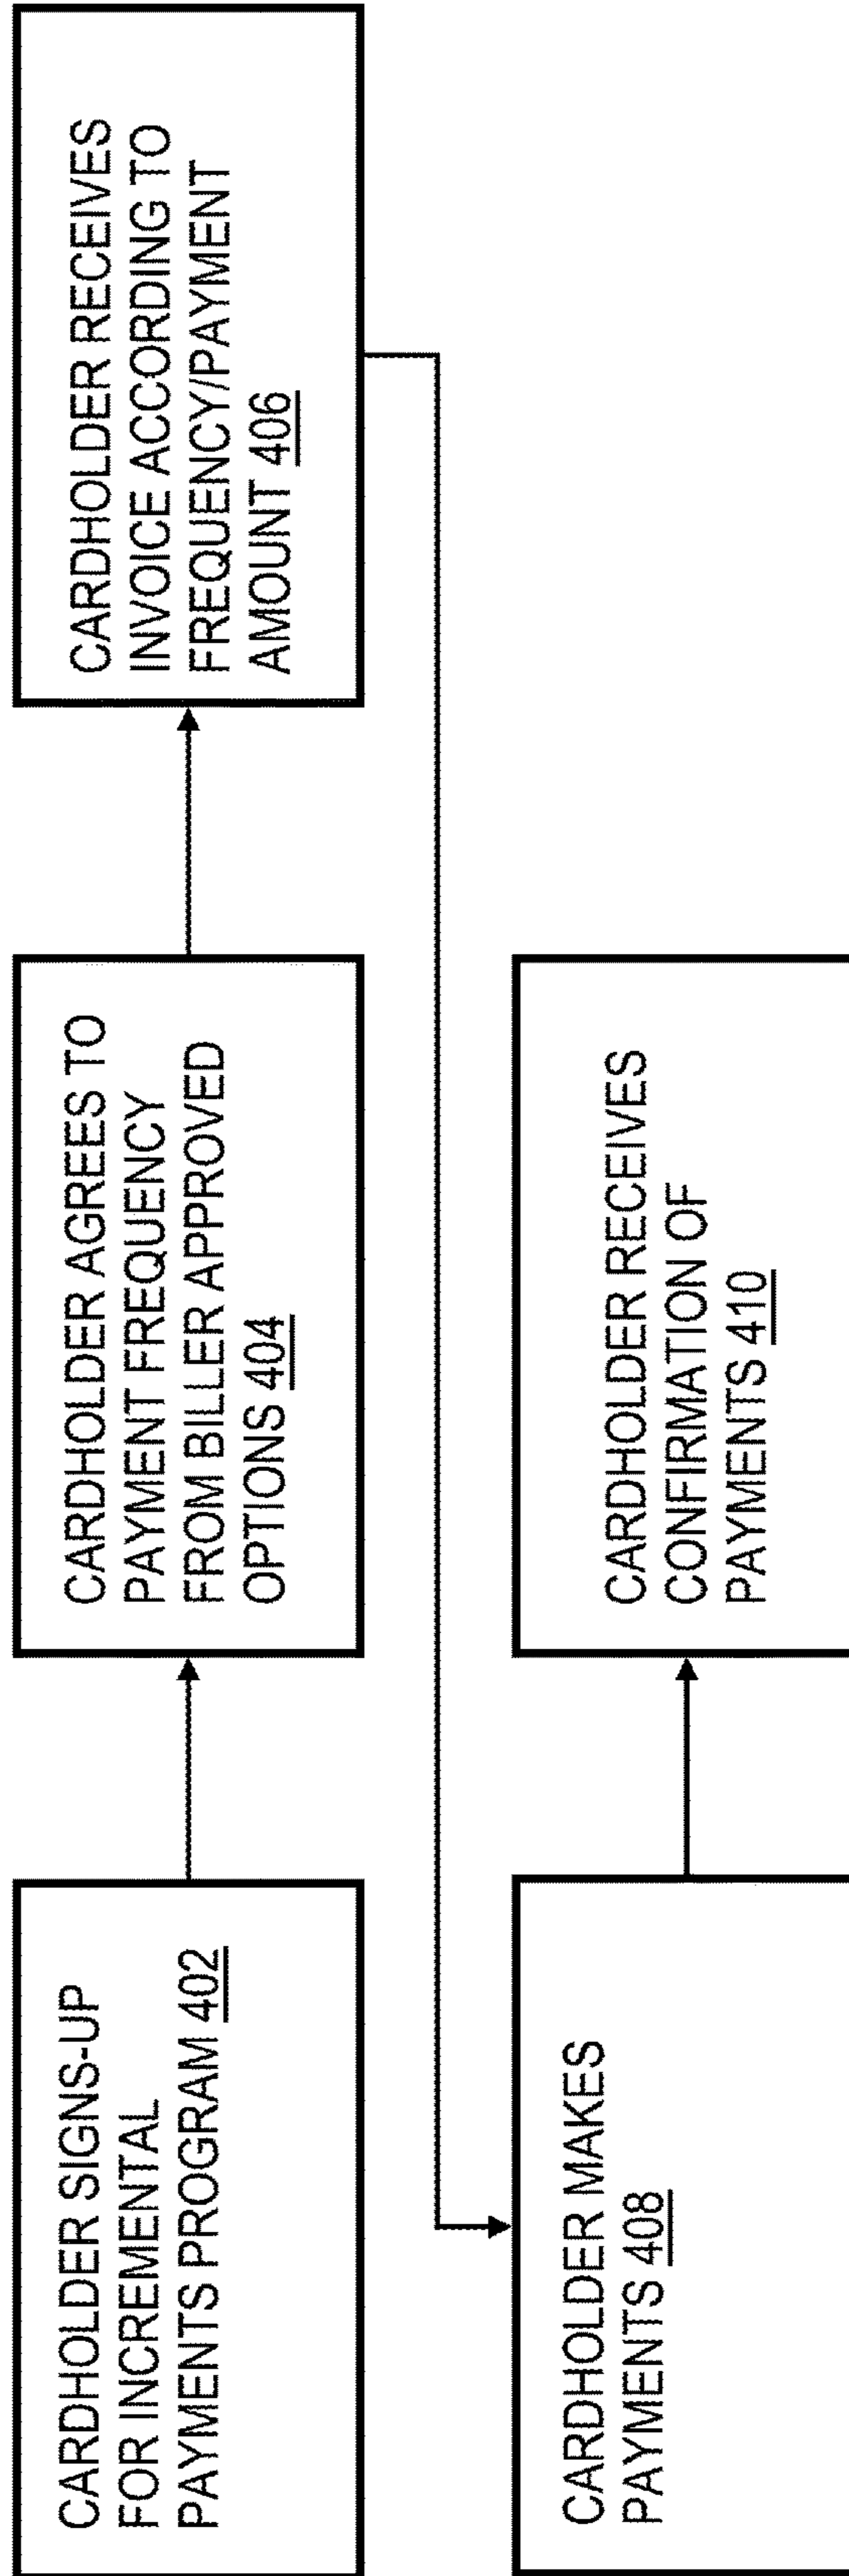 CARDHOLDER SIGNS-UP
FOR INCREMENTAL
PAYMENTS PROGRAM 402
CARDHOLDER AGREES TO
PAYMENT FREQUENCY
FROM BILLER APPROVED
OPTIONS 404
CARDHOLDER RECEIVES
INVOICE ACCORDING TO
FREQUENCY/PAYMENT
AMOUNT 406
CARDHOLDER MAKES
PAYMENTS 408
CARDHOLDER RECEIVES
CONFIRMATION OF
PAYMENTS 410